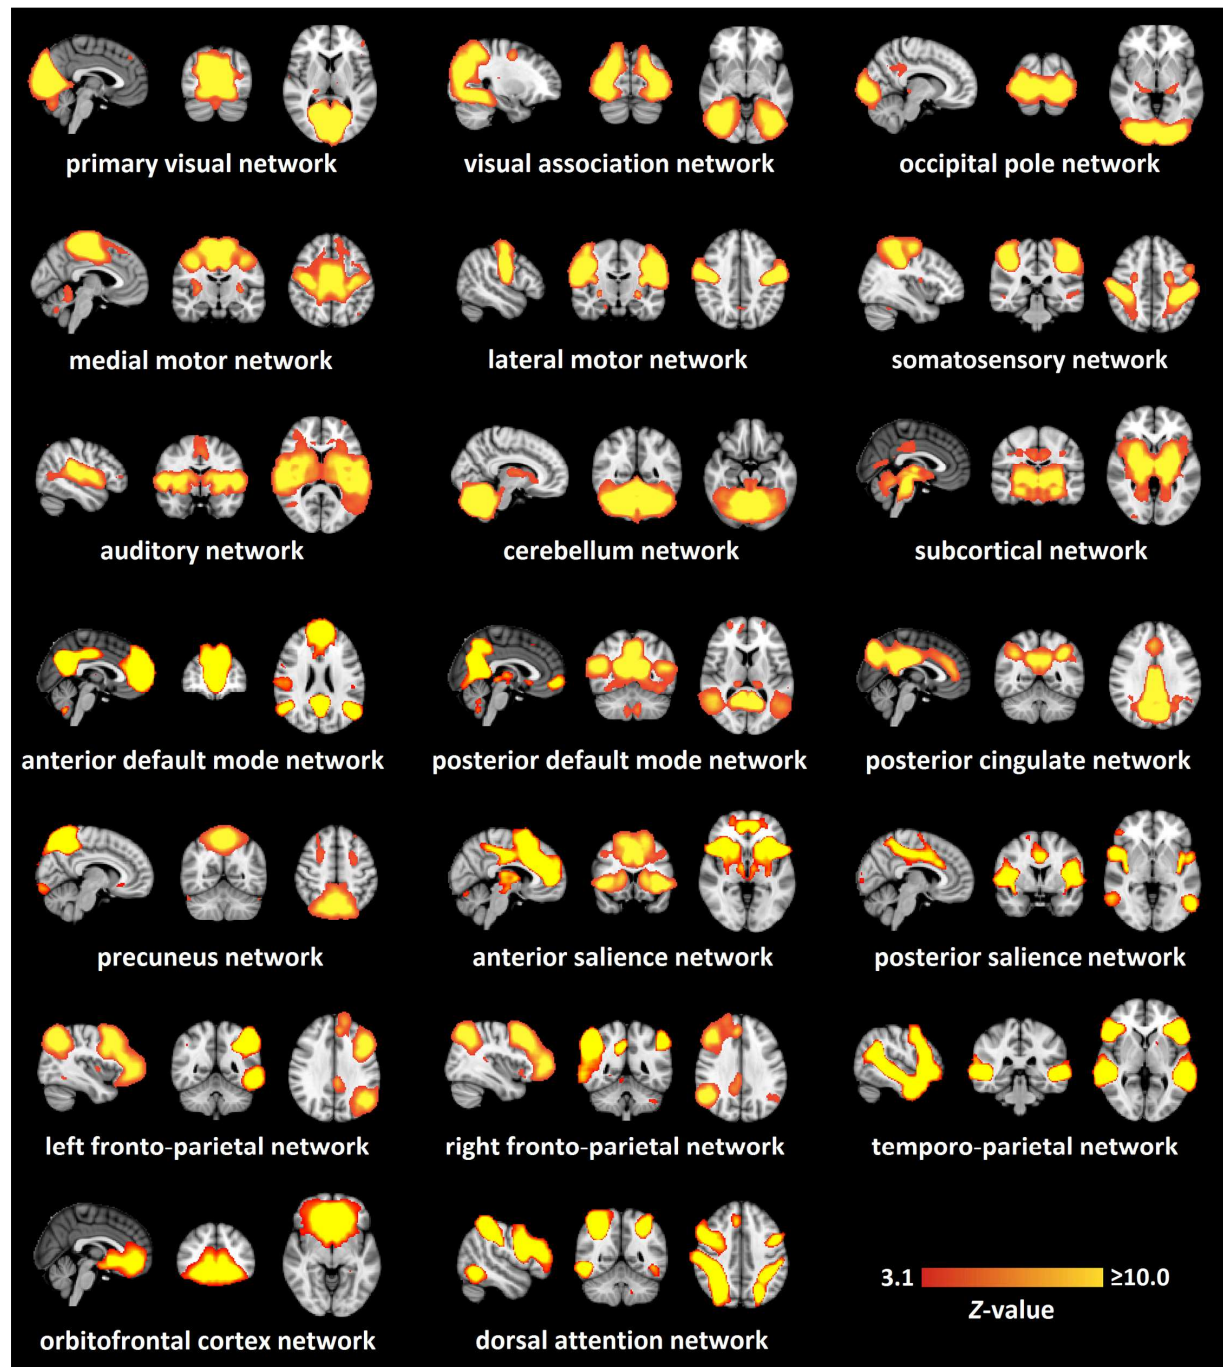 primary visual network
visual association network
occipital pole network
medial motor network
lateral motor network
somatosensory network
auditory network
cerebellum network
subcortical network
anterior default mode network
posterior default mode network
posterior cingulate network
precuneus network
anterior salience network
posterior salience network
left fronto-parietal network
right fronto-parietal network
temporo-parietal network
orbitofrontal cortex network
dorsal attention network
3.1 ≥10.0
Z-value